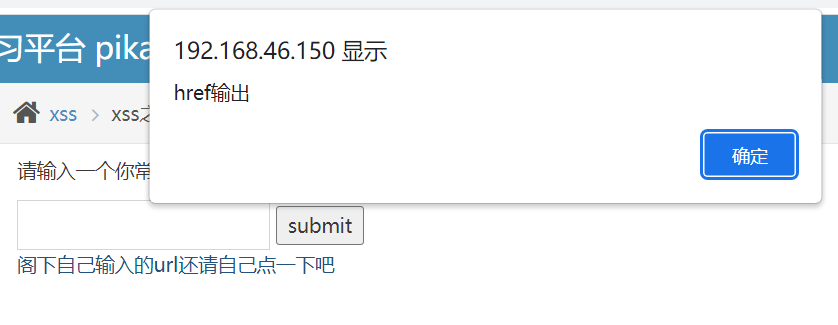 习平台 pika
192.168.46.150 显示
href输出
确定
xss
xss之
请输入一个你常
submit
阁下自己输入的url还请自己点一下吧